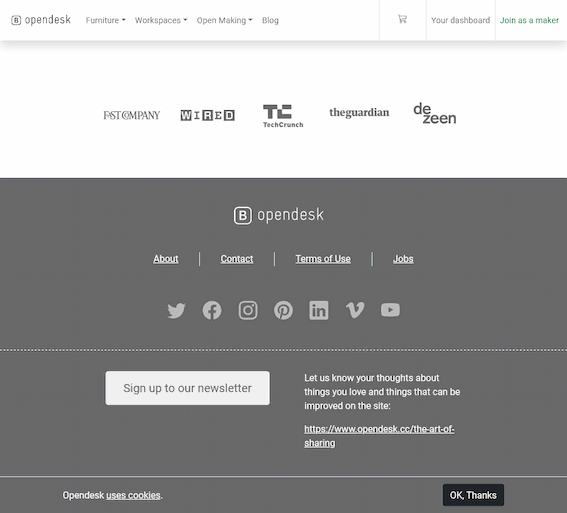 opendesk Furniture Workspaces Open Making Blog Your dashboard Join as a maker
FAST COMPANY WIRED TC TechCrunch theguardian de zeen
B opendesk
About Contact Terms of Use Jobs
Sign up to our newsletter
Let us know your thoughts about
things you love and things that can be
improved on the site:
https://www.opendesk.cc/the-art-of-
sharing
Opendesk uses cookies. OK, Thanks